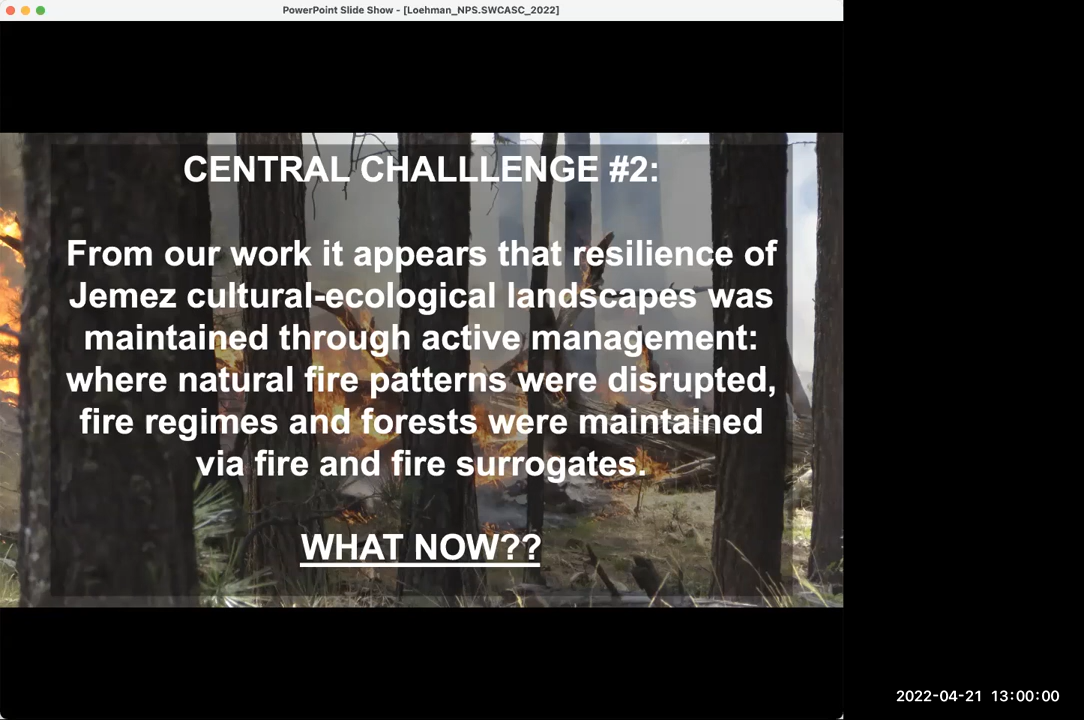 PowerPoint Slide Show - [Loehman_NPS.SWCASC_2022]
CENTRAL CHALLLENGE #2:
From our work it appears that resilience of
Jemez cultural-ecological landscapes was
maintained through active management:
where natural fire patterns were disrupted,
fire regimes and forests were maintained
via fire and fire surrogates.
WHAT NOW??
2022-04-21 13:00:00